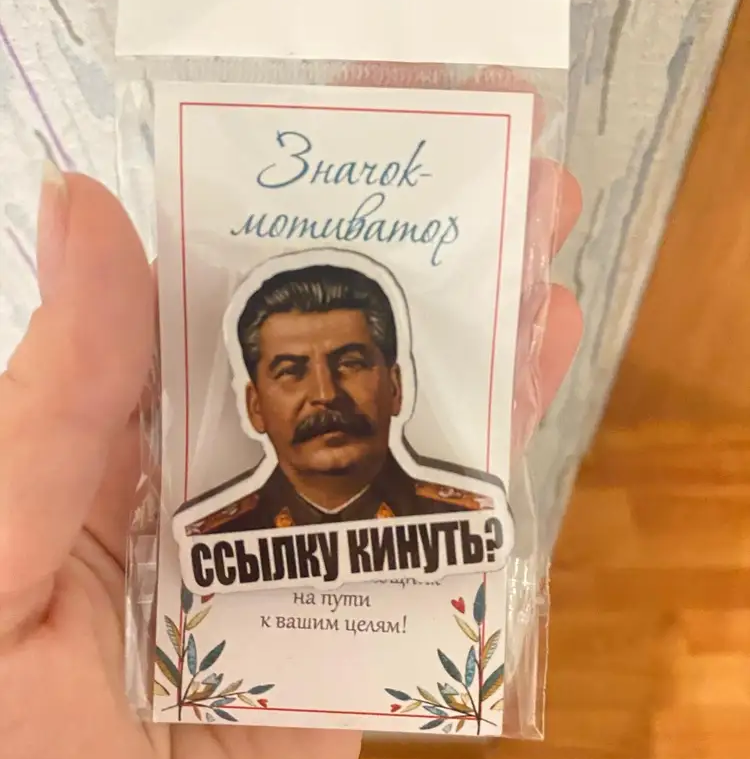 Значок-
мотиватор
ССЫЛКУ КИНУТЬ?
на пути
к вашим целям!